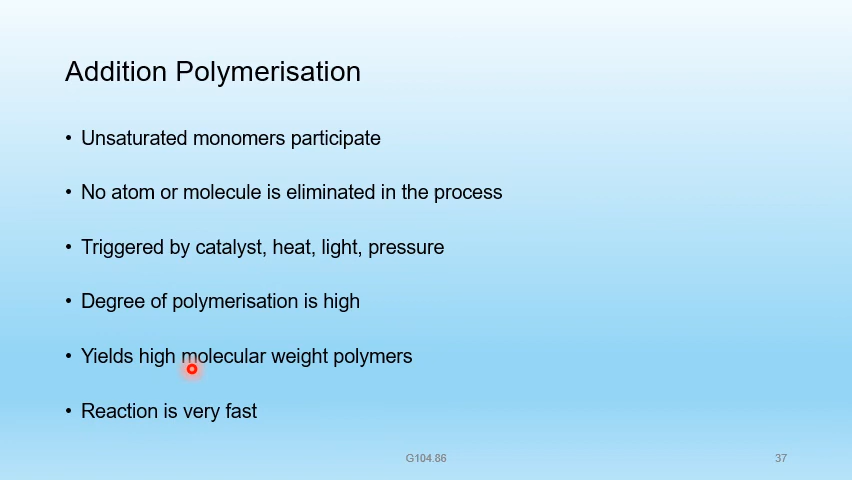 Addition Polymerisation
• Unsaturated monomers participate
• No atom or molecule is eliminated in the process
• Triggered by catalyst, heat, light, pressure
• Degree of polymerisation is high
• Yields high molecular weight polymers
• Reaction is very fast
G104.86
37